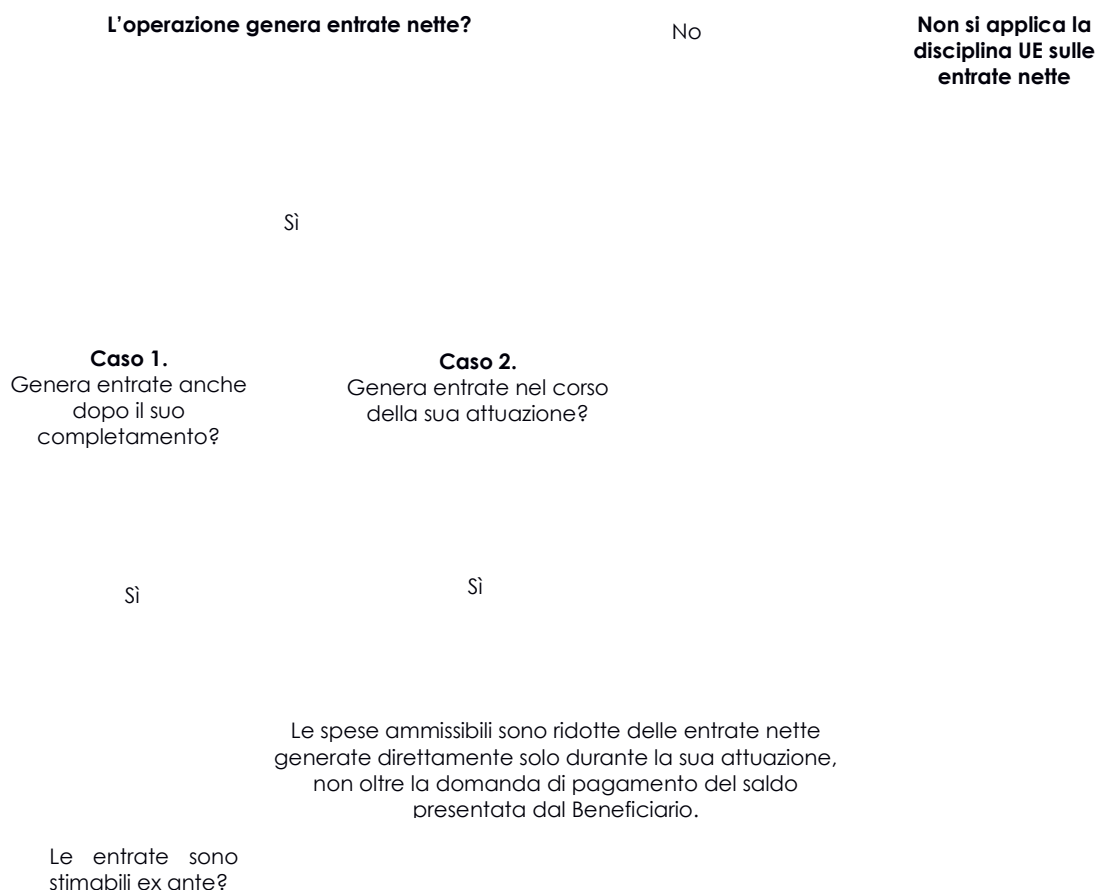 L'operazione genera entrate nette?
No
Non si applica la
disciplina UE sulle
entrate nette
Sì
Caso 1.
Genera entrate anche
dopo il suo
completamento?
Caso 2.
Genera entrate nel corso
della sua attuazione?
Sì
Sì
Le spese ammissibili sono ridotte delle entrate nette
generate direttamente solo durante la sua attuazione,
non oltre la domanda di pagamento del saldo
presentata dal Beneficiario.
Le entrate sono
stimabili ex ante?